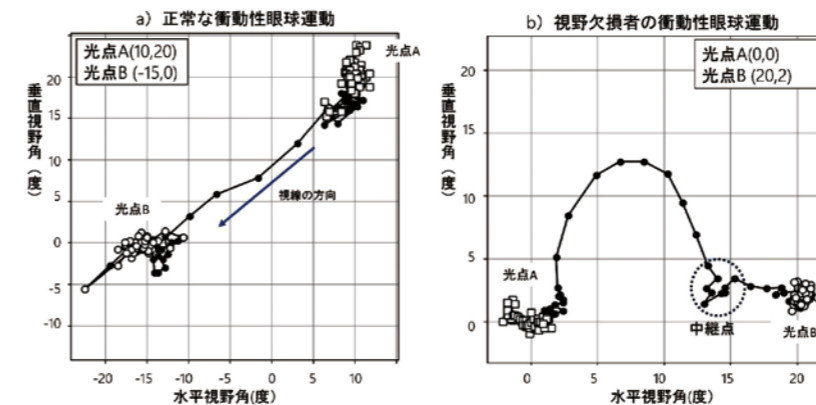 a）正常な衝動性眼球運動
光点A(10,20)
光点B (-15,0)
光点A
光点B
視線の方向
垂直視野角（度）
20
15
10
5
0
-5
-10
-20
-15
-10
-5
0
5
10
水平視野角(度)
b）視野欠損者の衝動性眼球運動
光点A(0,0)
光点B (20,2)
光点A
中継点
光点B
垂直視野角（度）
20
15
10
5
0
0
5
10
15
20
水平視野角(度)